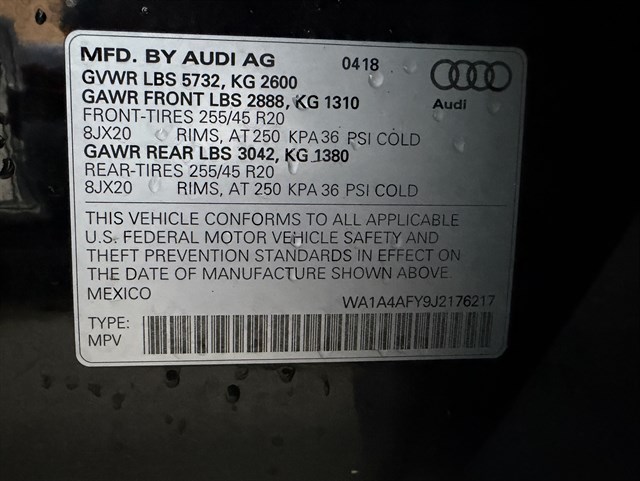 MFD. BY AUDI AG 0418
GVWR LBS 5732, KG 2600
GAWR FRONT LBS 2888, KG 1310
Audi
FRONT-TIRES 255/45 R20
8JX20 RIMS, AT 250 KPA 36 PSI COLD
GAWR REAR LBS 3042, KG 1380
REAR-TIRES 255/45 R20
8JX20 RIMS, AT 250 KPA 36 PSI COLD
THIS VEHICLE CONFORMS TO ALL APPLICABLE
U.S. FEDERAL MOTOR VEHICLE SAFETY AND
THEFT PREVENTION STANDARDS IN EFFECT ON
THE DATE OF MANUFACTURE SHOWN ABOVE.
MEXICO WA1A4AFY9J2176217
TYPE:
MPV